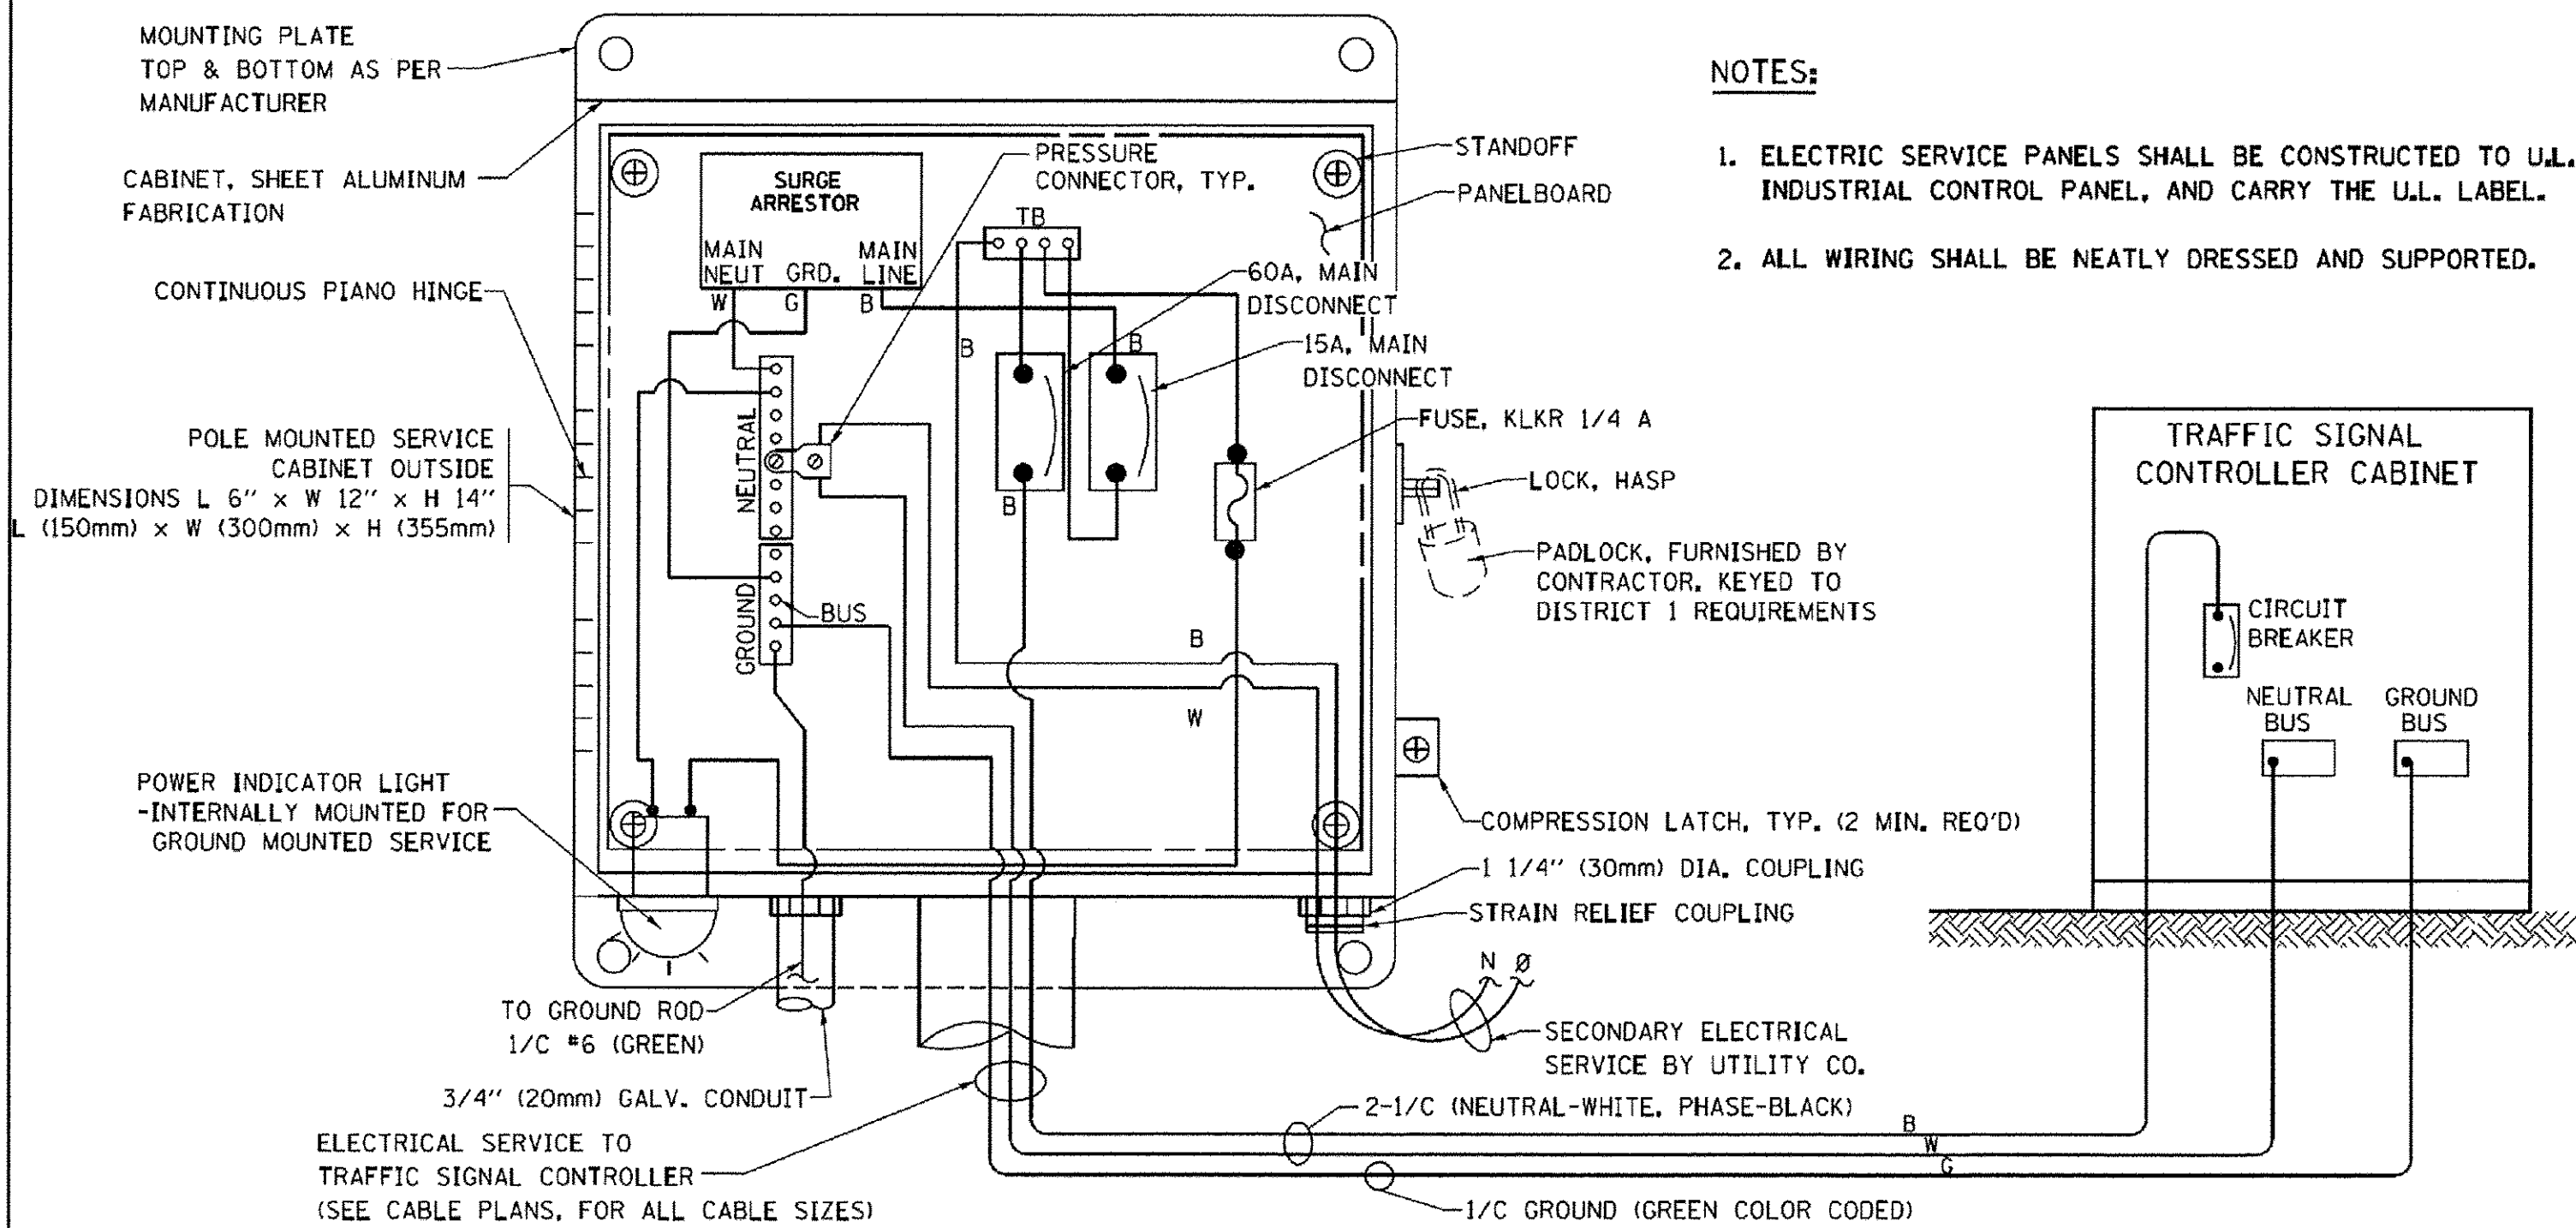 MOUNTING PLATE
TOP & BOTTOM AS PER
MANUFACTURER
CABINET, SHEET ALUMINUM
FABRICATION
CONTINUOUS PIANO HINGE
POLE MOUNTED SERVICE
CABINET OUTSIDE
DIMENSIONS L 6" x W 12" x H 14"
L (150mm) x W (300mm) x H (355mm)
POWER INDICATOR LIGHT
-INTERNALLY MOUNTED FOR
GROUND MOUNTED SERVICE
SURGE
ARRESTOR
MAIN
NEUT
GRD.
MAIN
LINE
W
G
B
PRESSURE
CONNECTOR, TYP.
TB
B
B
B
NEUTRAL
GROUND
BUS
B
W
STANDOFF
PANELBOARD
60A, MAIN
DISCONNECT
15A, MAIN
DISCONNECT
FUSE, KLKR 1/4 A
LOCK, HASP
PADLOCK, FURNISHED BY
CONTRACTOR, KEYED TO
DISTRICT 1 REQUIREMENTS
COMPRESSION LATCH, TYP. (2 MIN. REQ'D)
1 1/4" (30mm) DIA. COUPLING
STRAIN RELIEF COUPLING
N Ø
SECONDARY ELECTRICAL
SERVICE BY UTILITY CO.
TO GROUND ROD
1/C #6 (GREEN)
3/4" (20mm) GALV. CONDUIT
ELECTRICAL SERVICE TO
TRAFFIC SIGNAL CONTROLLER
(SEE CABLE PLANS, FOR ALL CABLE SIZES)
2-1/C (NEUTRAL-WHITE, PHASE-BLACK)
B
W
G
1/C GROUND (GREEN COLOR CODED)
NOTES:
1. ELECTRIC SERVICE PANELS SHALL BE CONSTRUCTED TO U.L.
INDUSTRIAL CONTROL PANEL, AND CARRY THE U.L. LABEL.
2. ALL WIRING SHALL BE NEATLY DRESSED AND SUPPORTED.
TRAFFIC SIGNAL
CONTROLLER CABINET
CIRCUIT
BREAKER
NEUTRAL
BUS
GROUND
BUS